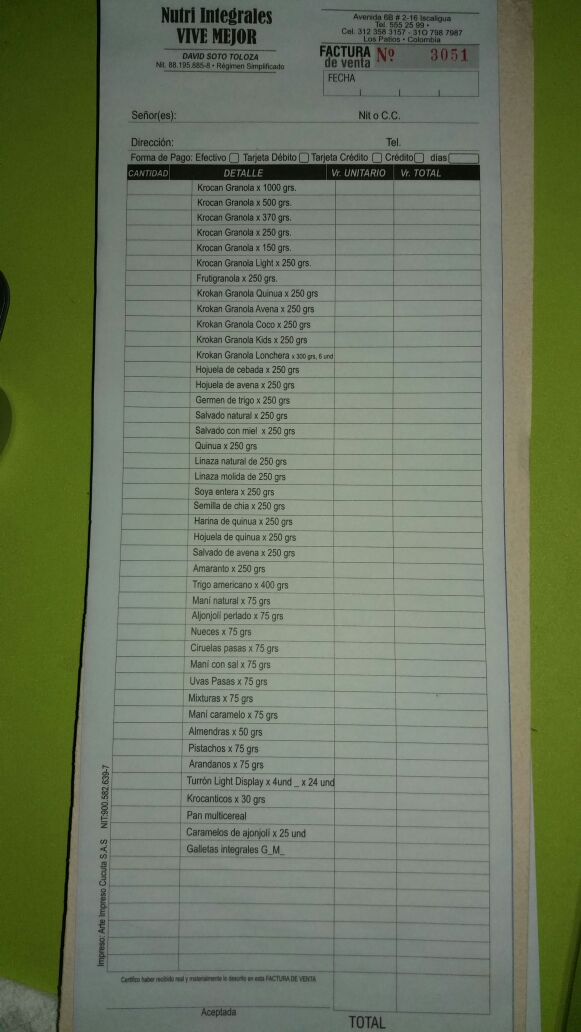 Nutri Integrales
VIVE MEJOR
DAVID SOTO TOLOZA
Nit. 88.195.885-8 • Régimen Simplificado
Avenida 6B # 2-16 Iscaligua
Tel. 555 25 99 •
Cel. 312 358 3157 - 310 798 7987
Los Patios • Colombia
FACTURA de venta Nº 3051
FECHA
Señor(es): Nit o C.C.
Dirección: Tel.
Forma de Pago: Efectivo Tarjeta Débito Tarjeta Crédito Crédito días
CANTIDAD DETALLE Vr. UNITARIO Vr. TOTAL
Krocan Granola x 1000 grs.
Krocan Granola x 500 grs.
Krocan Granola x 370 grs.
Krocan Granola x 250 grs.
Krocan Granola x 150 grs.
Krocan Granola Light x 250 grs.
Frutigranola x 250 grs.
Krokan Granola Quinua x 250 grs
Krokan Granola Avena x 250 grs.
Krokan Granola Coco x 250 grs
Krokan Granola Kids x 250 grs
Krokan Granola Lonchera x 300 grs, 6 und
Hojuela de cebada x 250 grs
Hojuela de avena x 250 grs
Germen de trigo x 250 grs
Salvado natural x 250 grs
Salvado con miel x 250 grs
Quinua x 250 grs
Linaza natural de 250 grs
Linaza molida de 250 grs
Soya entera x 250 grs
Semilla de chia x 250 grs
Harina de quinua x 250 grs
Hojuela de quinua x 250 grs
Salvado de avena x 250 grs
Amaranto x 250 grs
Trigo americano x 400 grs
Maní natural x 75 grs
Aljonjolí perlado x 75 grs
Nueces x 75 grs
Ciruelas pasas x 75 grs
Maní con sal x 75 grs
Uvas Pasas x 75 grs
Mixturas x 75 grs
Maní caramelo x 75 grs
Almendras x 50 grs
Pistachos x 75 grs
Arandanos x 75 grs
Turrón Light Display x 4und _ x 24 und
Krocanticos x 30 grs
Pan multicereal
Caramelos de ajonjolí x 25 und
Galletas integrales G_M_
Certifico haber recibido real y materialmente lo descrito en esta FACTURA DE VENTA
Aceptada
TOTAL
Impreso: Arte Impreso Cucuta S.A.S NIT:900.582.639-7